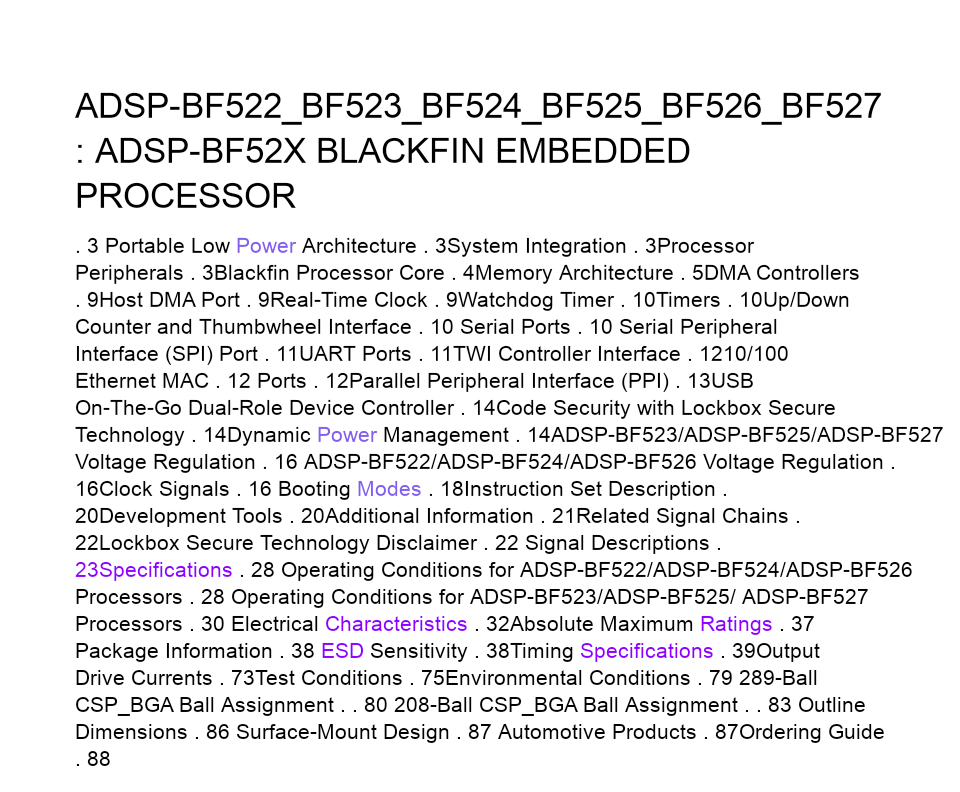 ADSP-BF522_BF523_BF524_BF525_BF526_BF527
: ADSP-BF52X BLACKFIN EMBEDDED
PROCESSOR
. 3 Portable Low Power Architecture . 3System Integration . 3Processor
Peripherals . 3Blackfin Processor Core . 4Memory Architecture . 5DMA Controllers
. 9Host DMA Port . 9Real-Time Clock . 9Watchdog Timer . 10Timers . 10Up/Down
Counter and Thumbwheel Interface . 10 Serial Ports . 10 Serial Peripheral
Interface (SPI) Port . 11UART Ports . 11TWI Controller Interface . 1210/100
Ethernet MAC . 12 Ports . 12Parallel Peripheral Interface (PPI) . 13USB
On-The-Go Dual-Role Device Controller . 14Code Security with Lockbox Secure
Technology . 14Dynamic Power Management . 14ADSP-BF523/ADSP-BF525/ADSP-BF527
Voltage Regulation . 16 ADSP-BF522/ADSP-BF524/ADSP-BF526 Voltage Regulation .
16Clock Signals . 16 Booting Modes . 18Instruction Set Description .
20Development Tools . 20Additional Information . 21Related Signal Chains .
22Lockbox Secure Technology Disclaimer . 22 Signal Descriptions .
23Specifications . 28 Operating Conditions for ADSP-BF522/ADSP-BF524/ADSP-BF526
Processors . 28 Operating Conditions for ADSP-BF523/ADSP-BF525/ ADSP-BF527
Processors . 30 Electrical Characteristics . 32Absolute Maximum Ratings . 37
Package Information . 38 ESD Sensitivity . 38Timing Specifications . 39Output
Drive Currents . 73Test Conditions . 75Environmental Conditions . 79 289-Ball
CSP_BGA Ball Assignment . . 80 208-Ball CSP_BGA Ball Assignment . . 83 Outline
Dimensions . 86 Surface-Mount Design . 87 Automotive Products . 87Ordering Guide
. 88